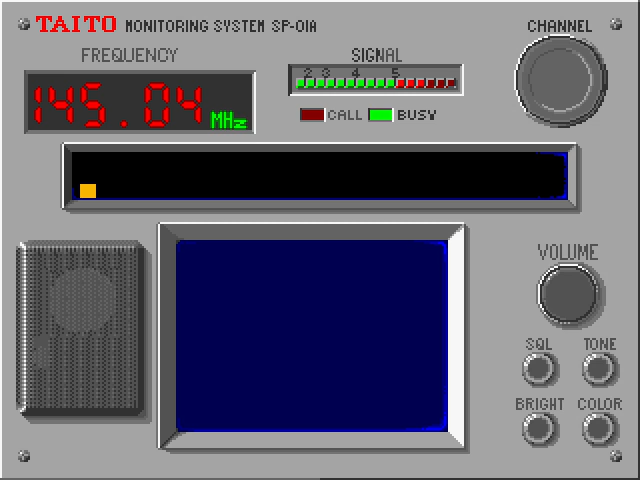 TAITO MONITORING SYSTEM SP-01A
CHANNEL
FREQUENCY
SIGNAL
2 3 4 5
145.04 MHz
CALL BUSY
VOLUME
SQL TONE
BRIGHT COLOR